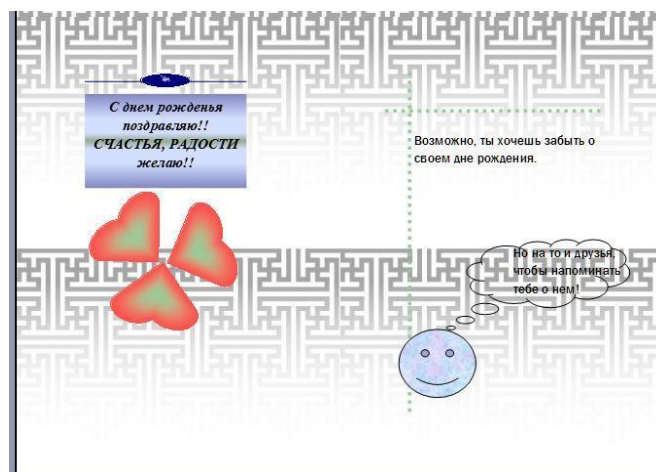 С днем рожденья
поздравляю!!
СЧАСТЬЯ, РАДОСТИ
желаю!!
Возможно, ты хочешь забыть о
своем дне рождения.
Но на то и друзья,
чтобы напоминать
тебе о нем!